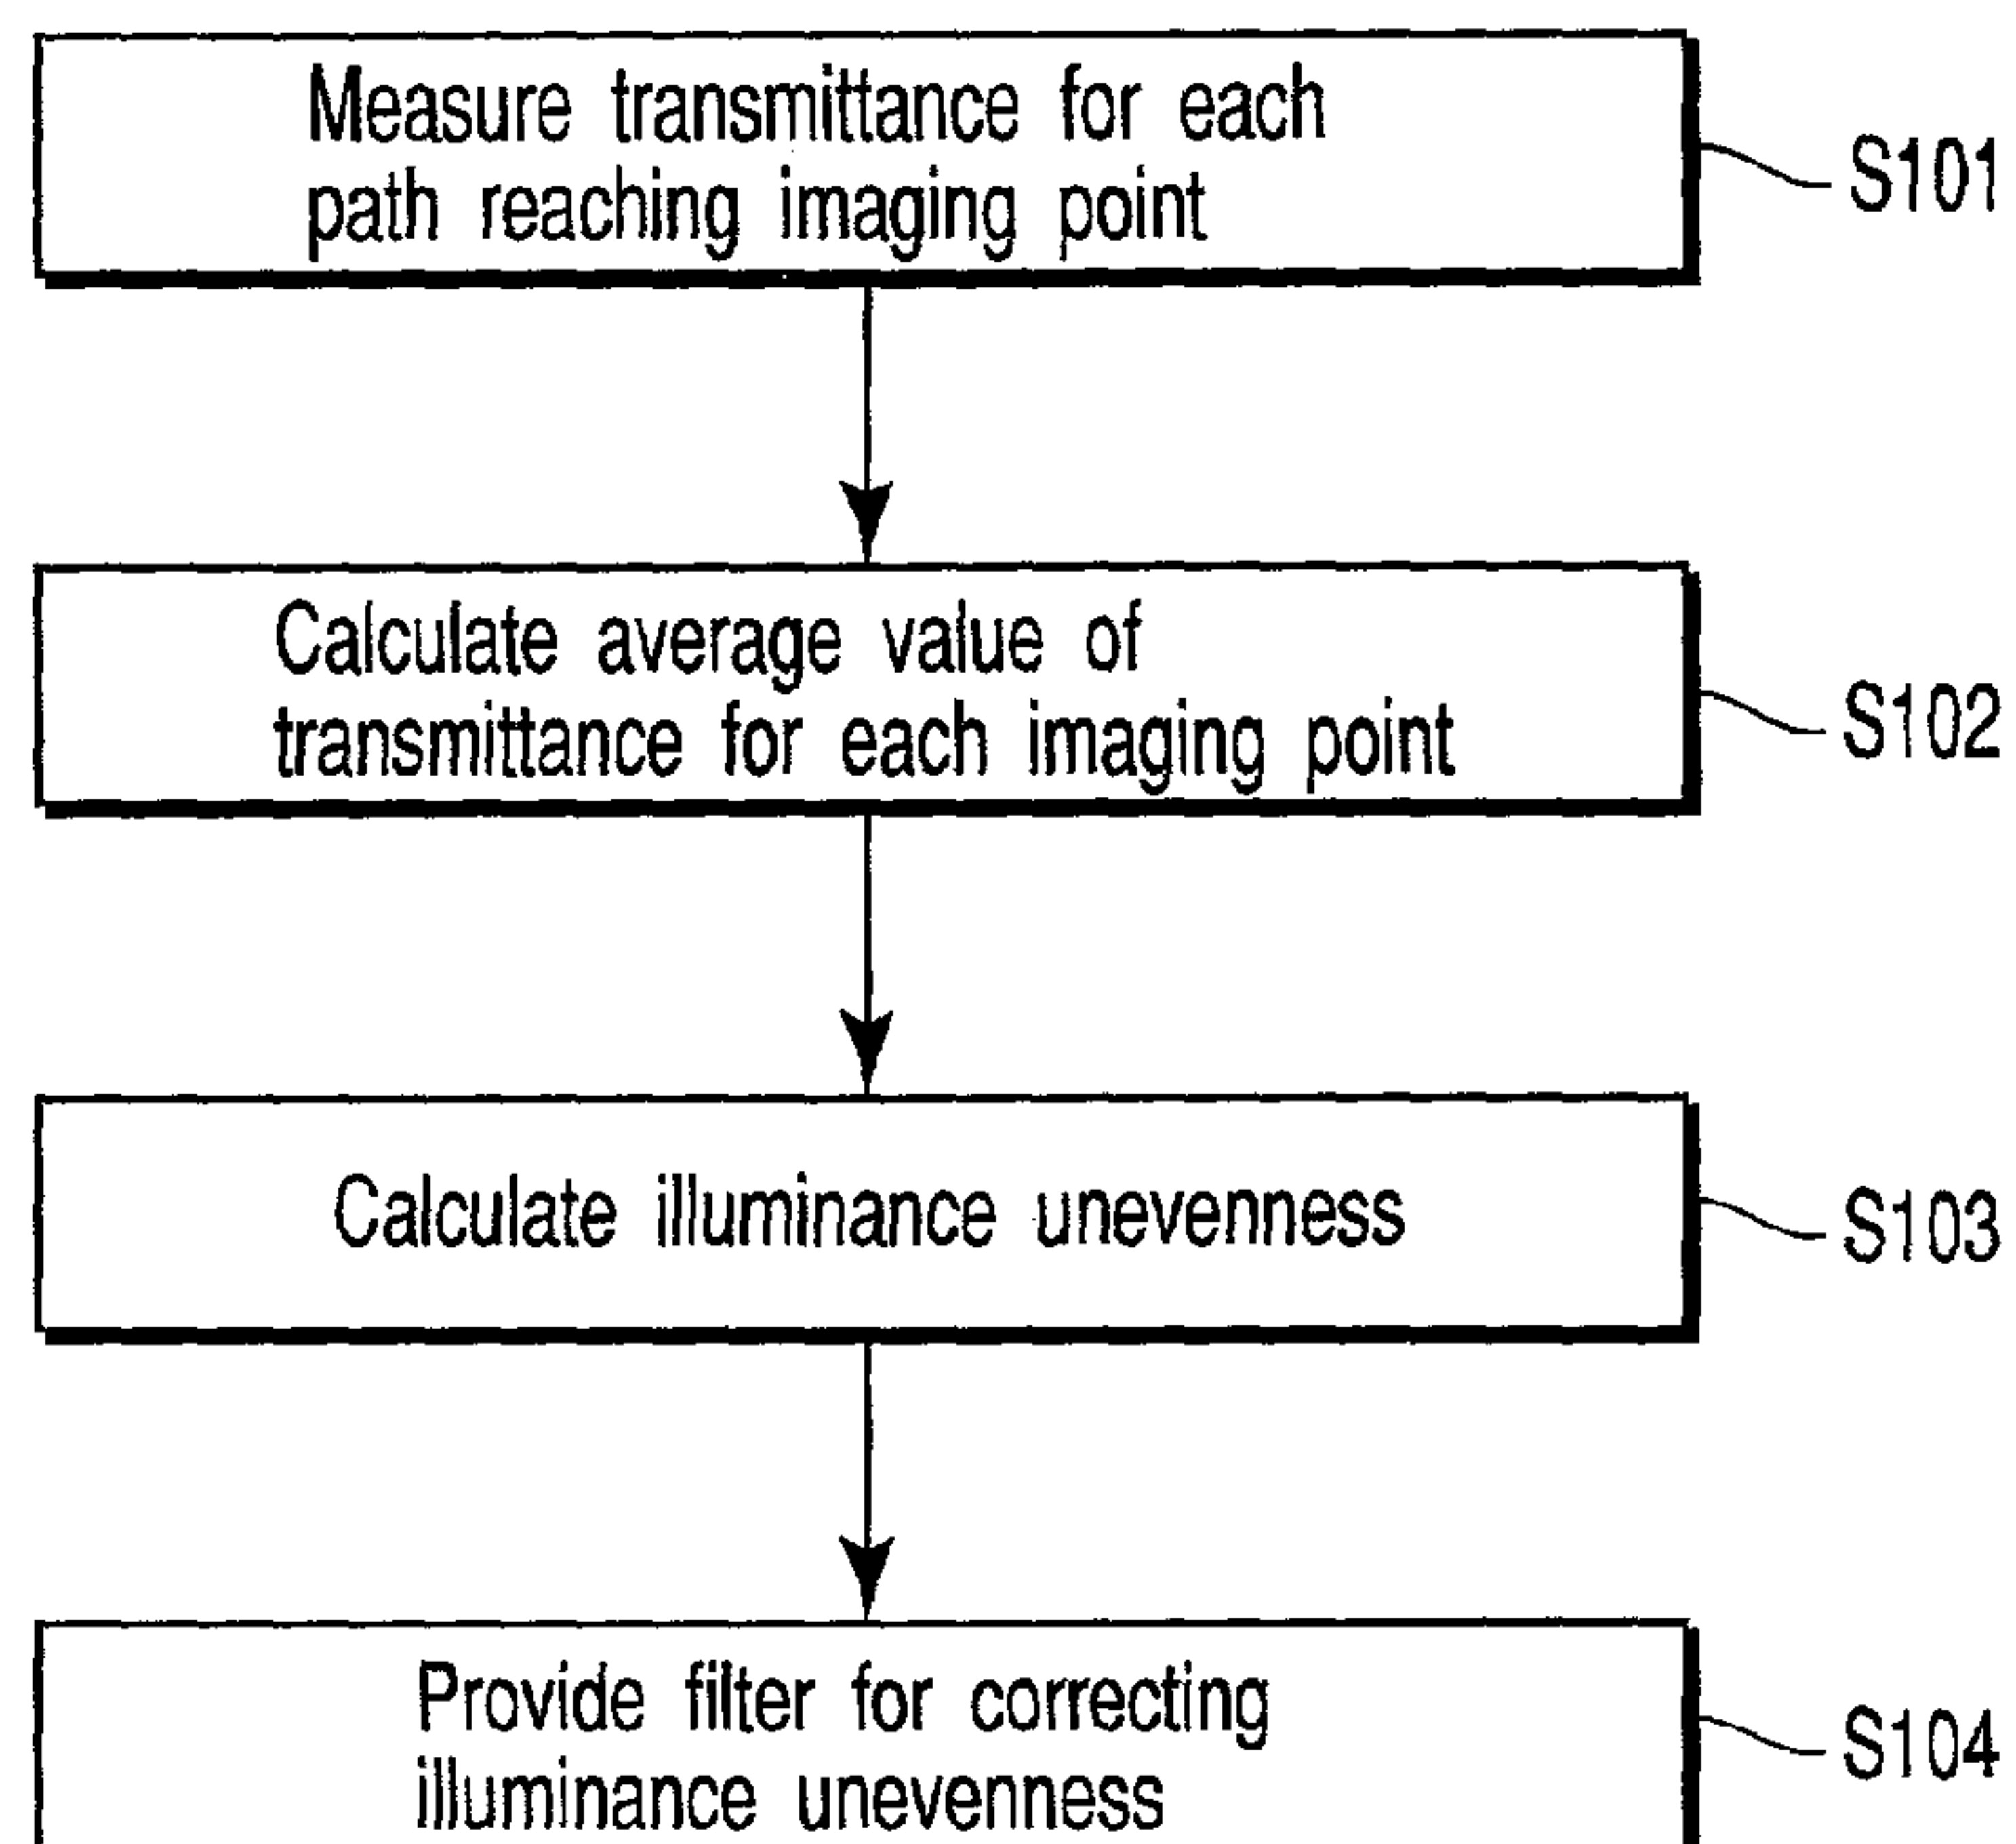 Measure transmittance for each
path reaching imaging point
S101
Calculate average value of
transmittance for each imaging point
S102
Calculate illuminance unevenness
S103
Provide filter for correcting
illuminance unevenness
S104